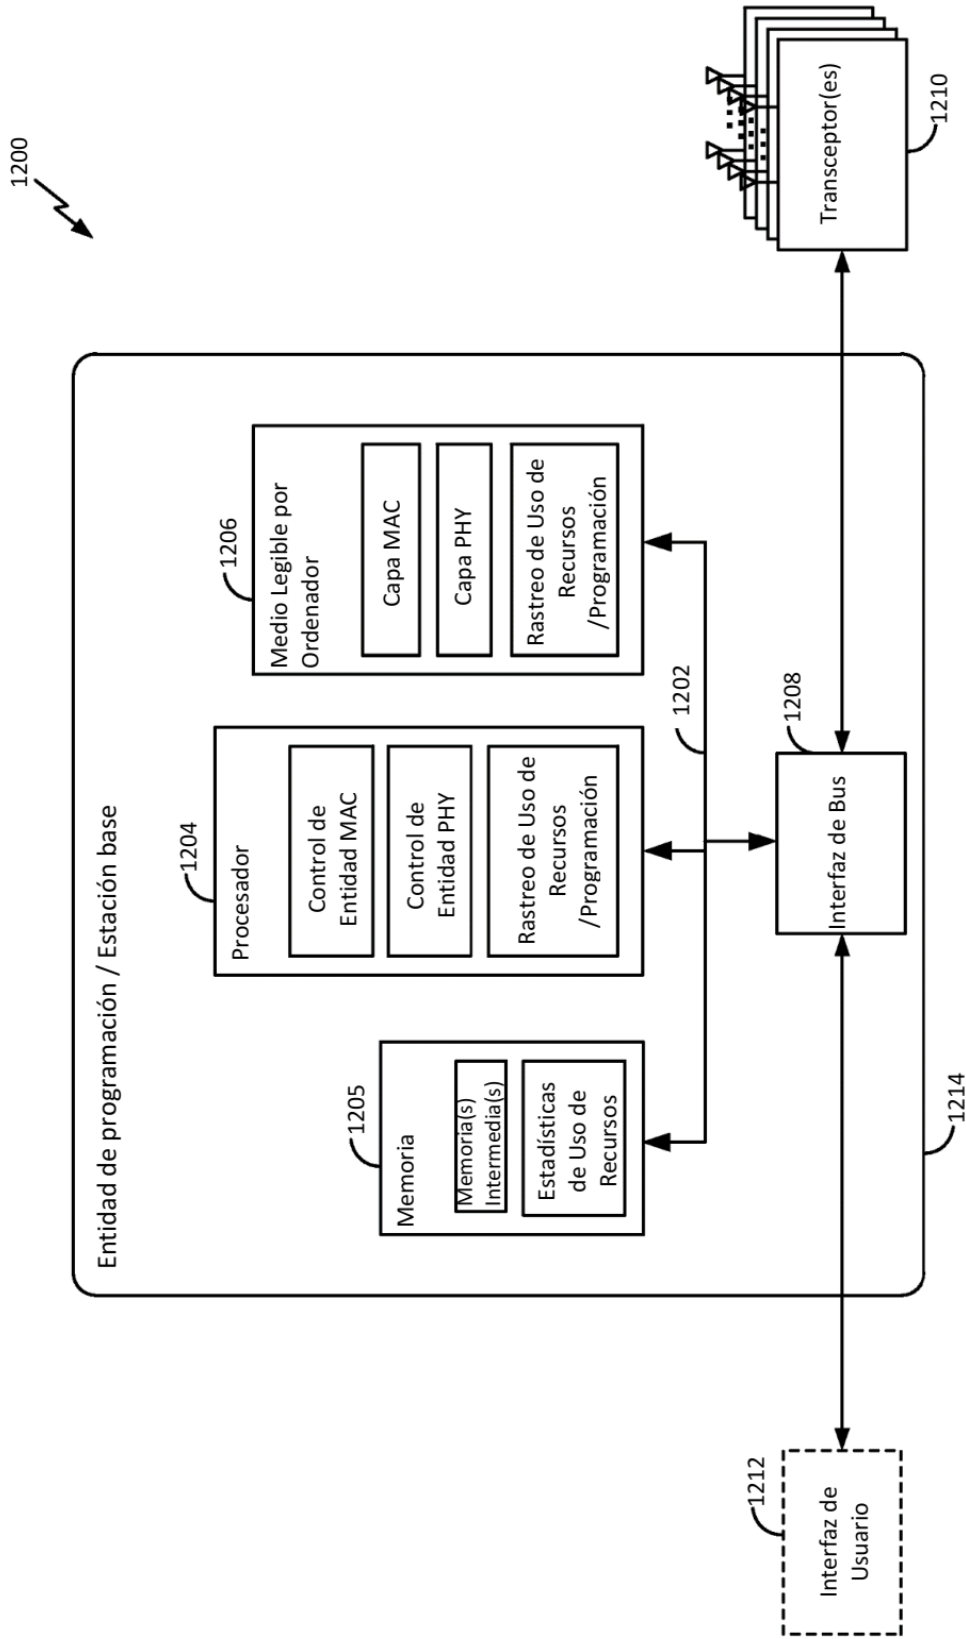 1200
Entidad de programación / Estación base
1205
Memoria
Memoria(s)
Intermedia(s)
Estadísticas
de Uso de
Recursos
1204
Procesador
Control de
Entidad MAC
Control de
Entidad PHY
Rastreo de Uso de
Recursos
/Programación
1206
Medio Legible por
Ordenador
Capa MAC
Capa PHY
Rastreo de Uso de
Recursos
/Programación
1202
1212
Interfaz de
Usuario
1208
Interfaz de Bus
Transceptor(es)
1210
1214